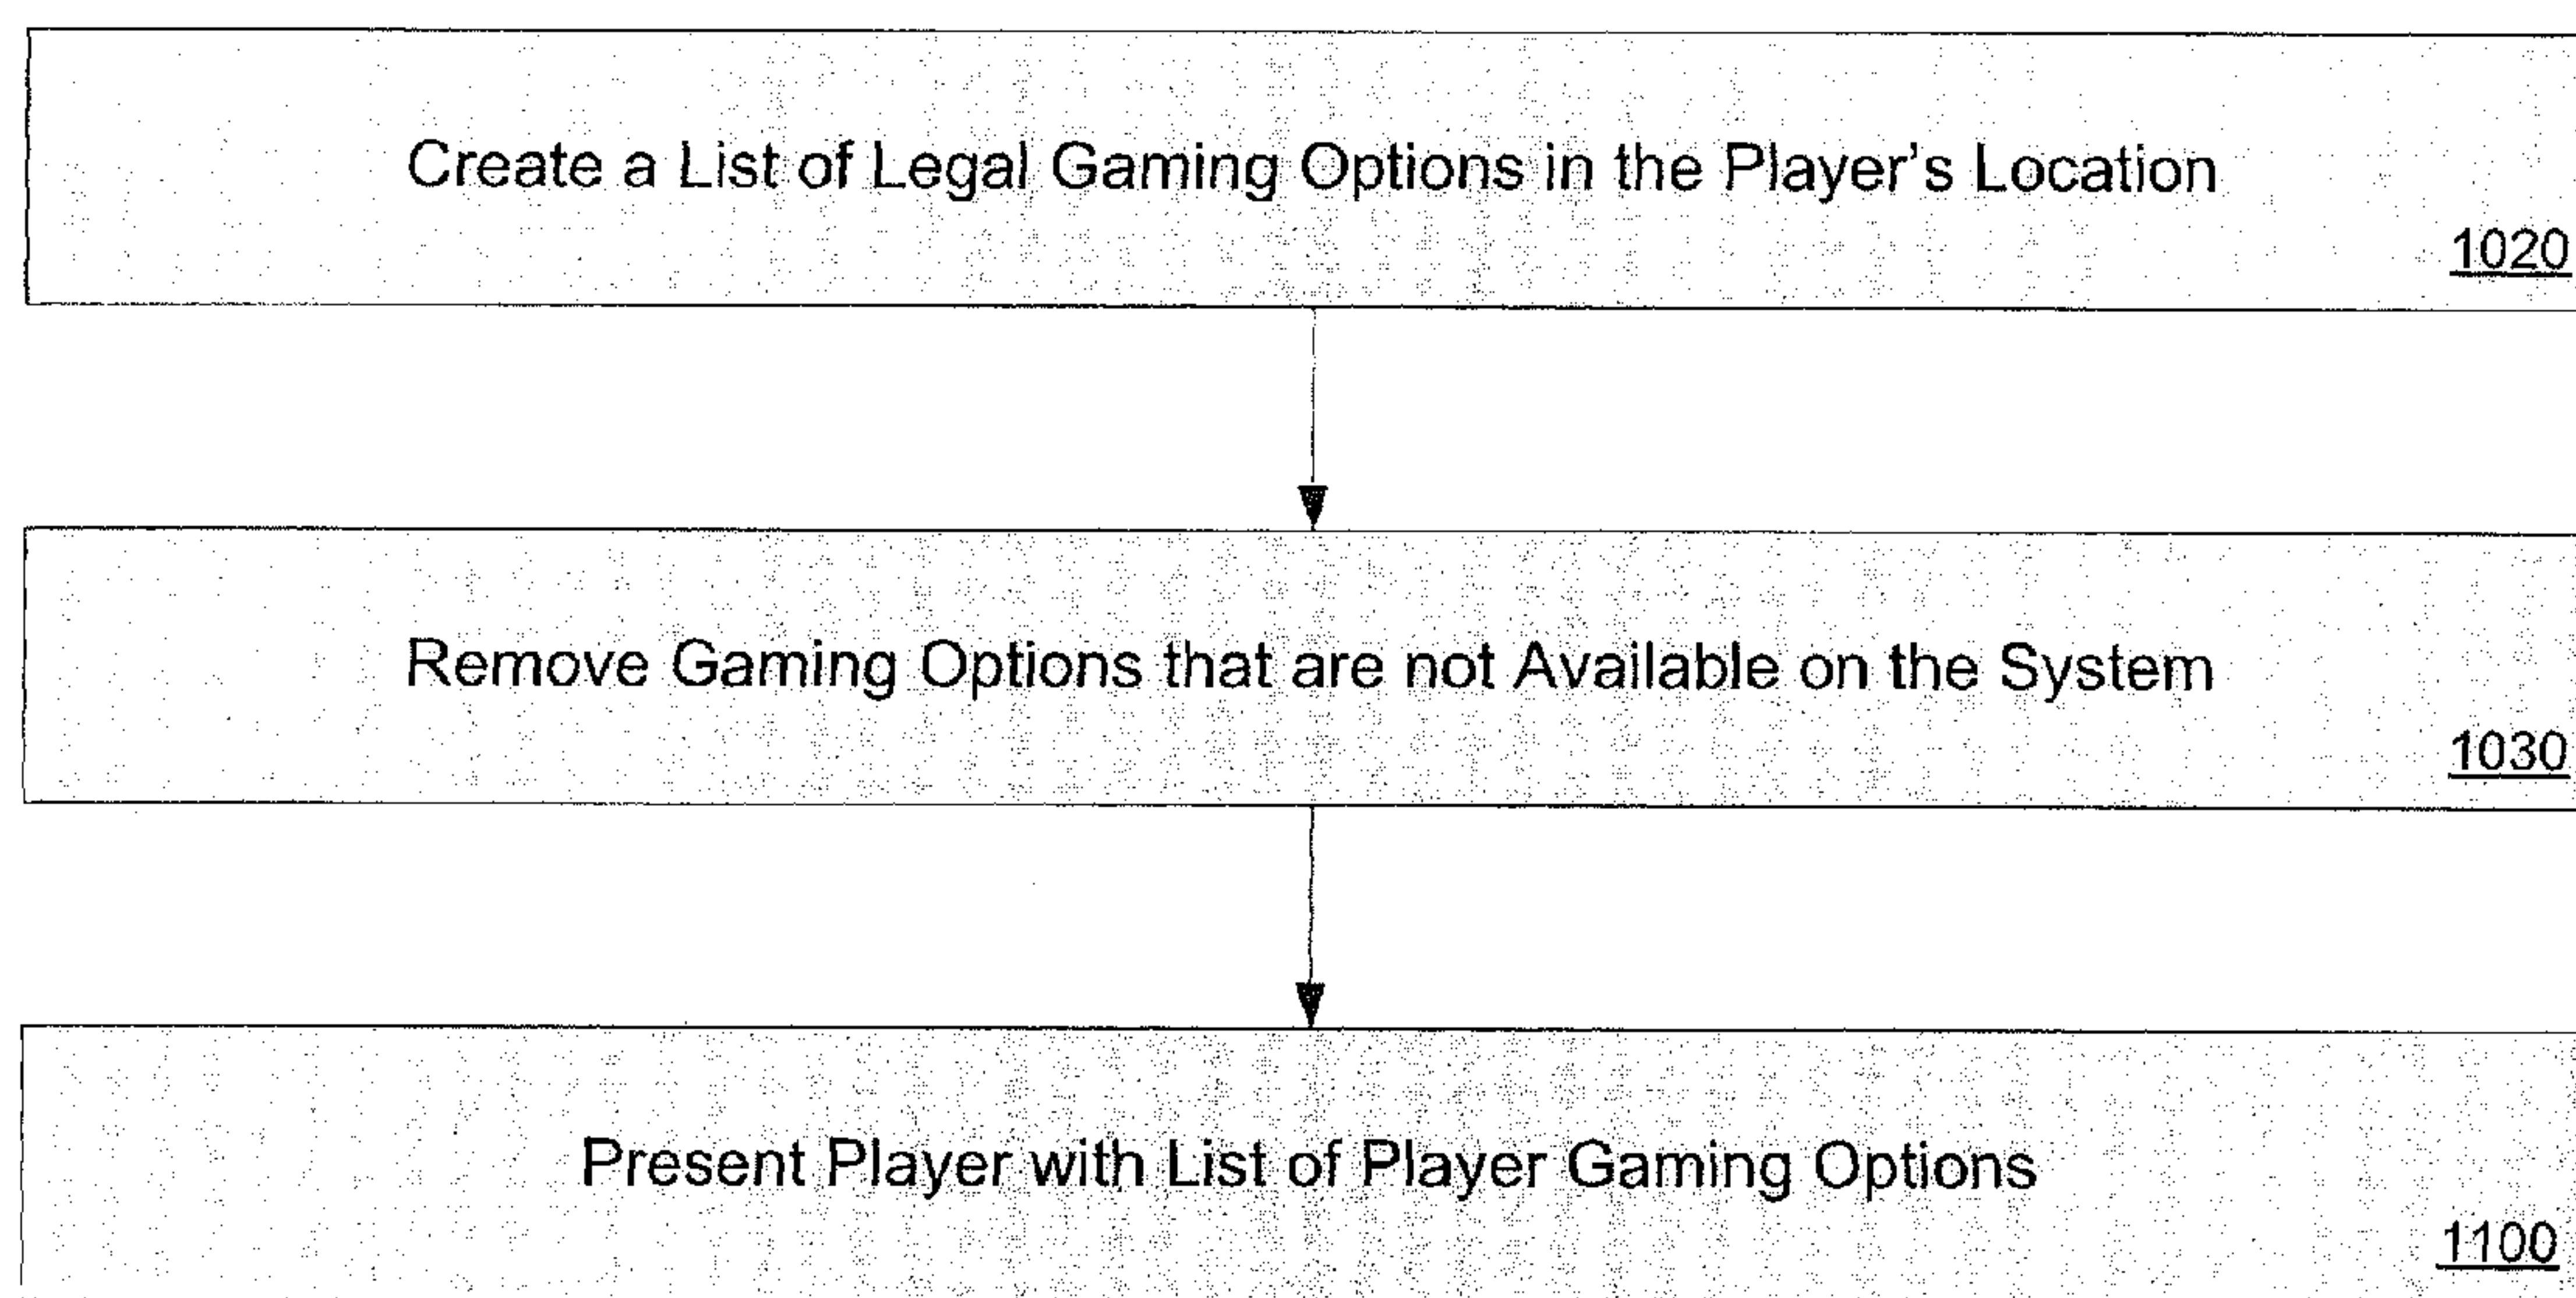 Create a List of Legal Gaming Options in the Player's Location
1020
Remove Gaming Options that are not Available on the System
1030
Present Player with List of Player Gaming Options
1100